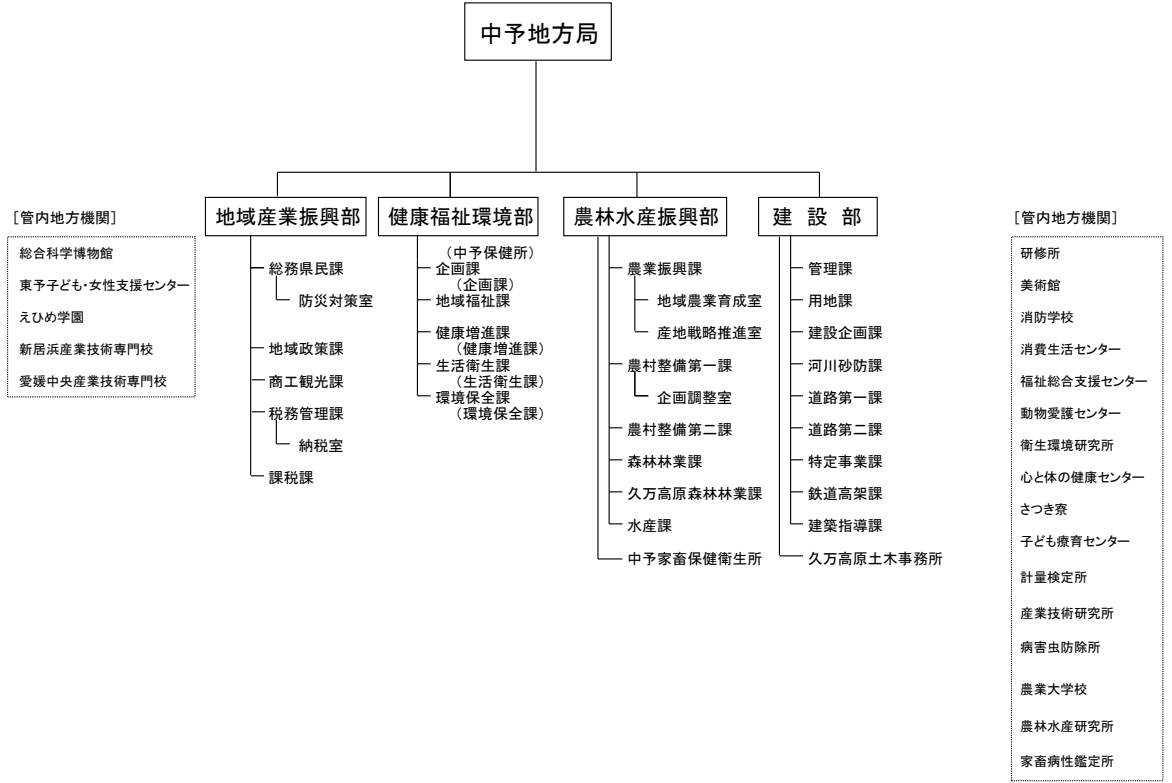 中予地方局
［管内地方機関］
総合科学博物館
東予子ども・女性支援センター
えひめ学園
新居浜産業技術専門校
愛媛中央産業技術専門校
地域産業振興部
総務県民課
防災対策室
地域政策課
商工観光課
税務管理課
納税室
課税課
健康福祉環境部
（中予保健所）
企画課
（企画課）
地域福祉課
健康増進課
（健康増進課）
生活衛生課
（生活衛生課）
環境保全課
（環境保全課）
農林水産振興部
農業振興課
地域農業育成室
産地戦略推進室
農村整備第一課
企画調整室
農村整備第二課
森林林業課
久万高原森林林業課
水産課
中予家畜保健衛生所
建設部
管理課
用地課
建設企画課
河川砂防課
道路第一課
道路第二課
特定事業課
鉄道高架課
建築指導課
久万高原土木事務所
［管内地方機関］
研修所
美術館
消防学校
消費生活センター
福祉総合支援センター
動物愛護センター
衛生環境研究所
心と体の健康センター
さつき寮
子ども療育センター
計量検定所
産業技術研究所
病害虫防除所
農業大学校
農林水産研究所
家畜病性鑑定所